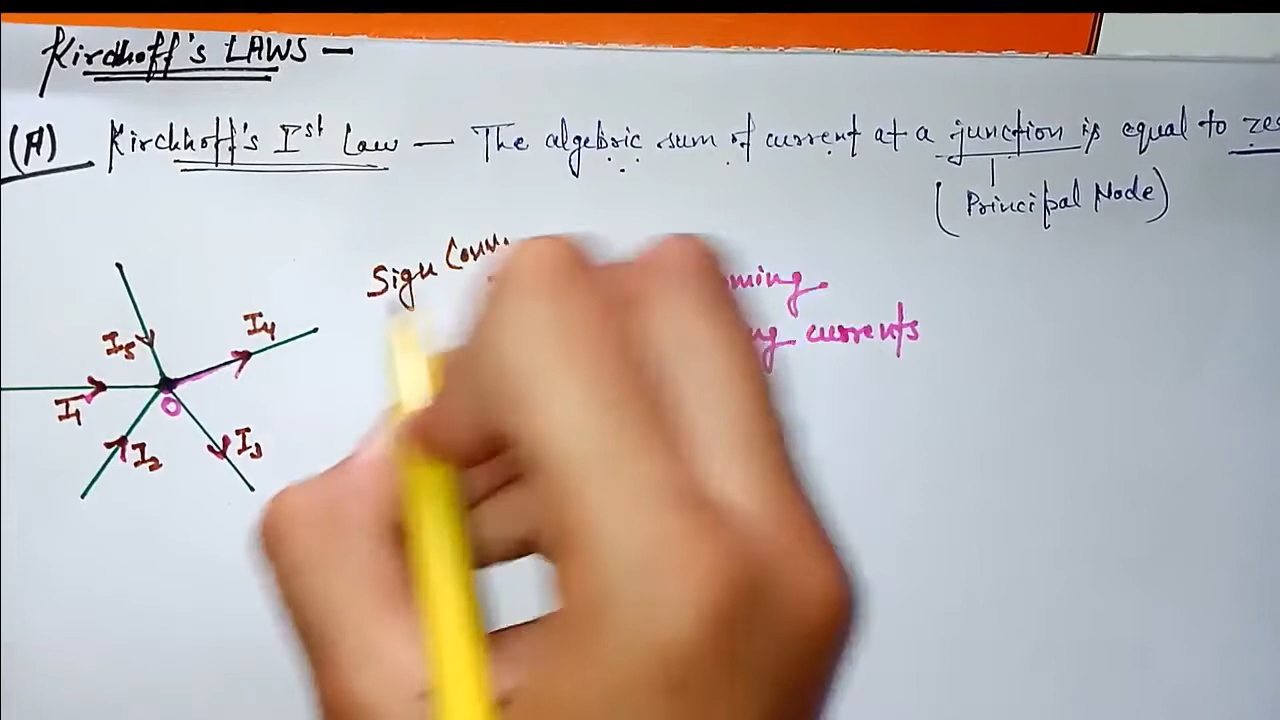 Kirchhoff's LAWS —
(A) Kirchhoff's Ist Law — The algebric sum of current at a junction is equal to
(Principal Node)
Sign
currents
I5
I4
I1
O
I2
I3